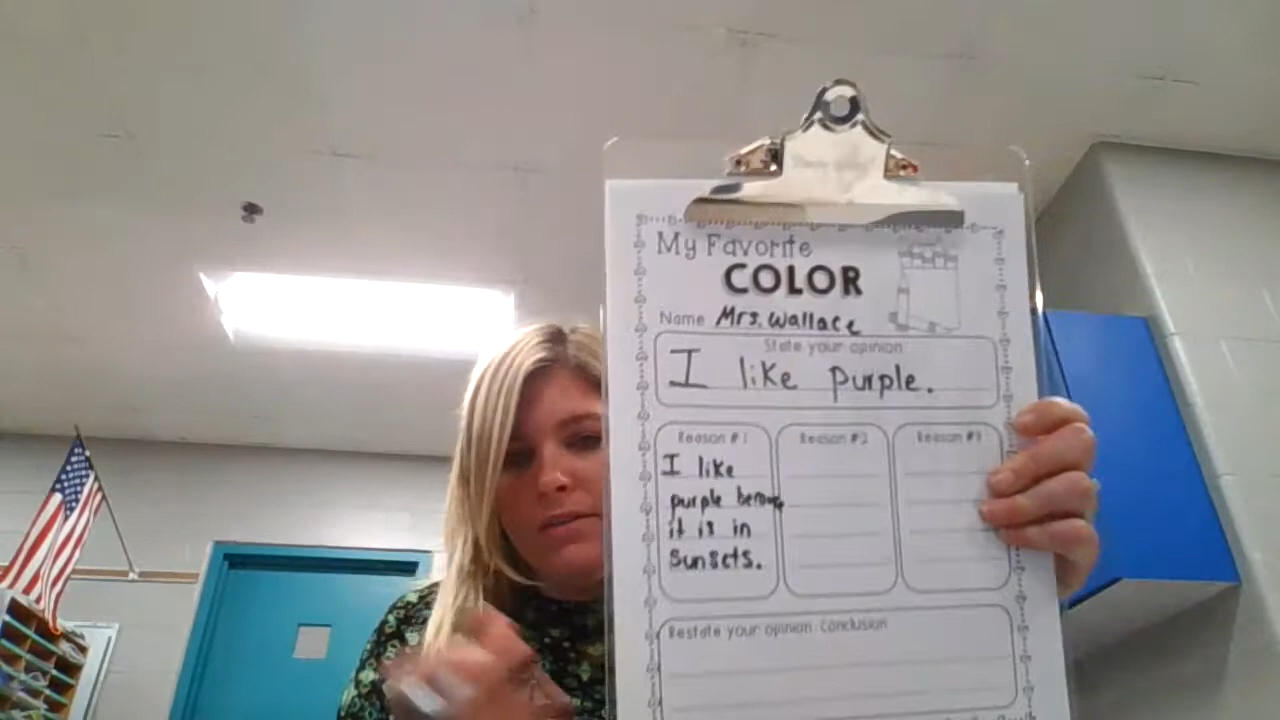 My Favorite
COLOR
Name Mrs. Wallace
State your opinion
I like purple.
Reason #1
Reason #2
Reason #3
I like
purple because
it is in
sunsets.
Restate your opinion: conclusion